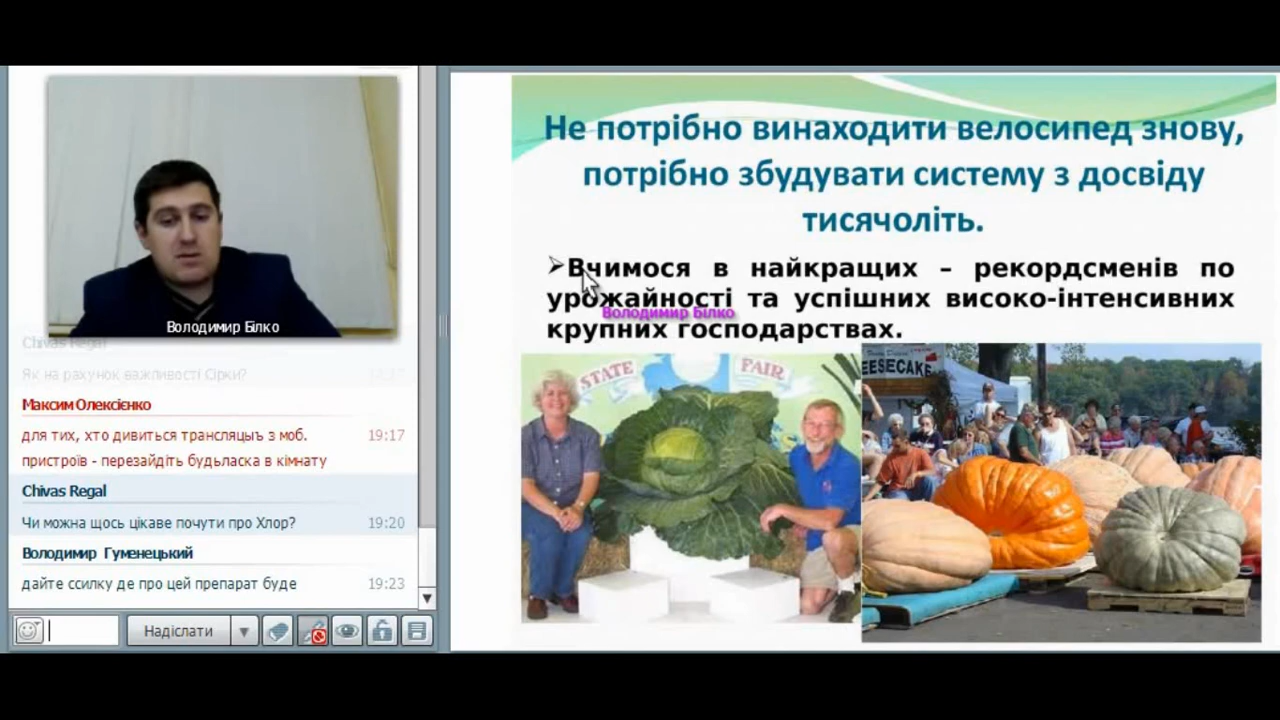 Володимир Білко
Chivas Regal
Як на рахунок важливості Сірки?
Максим Олексієнко
для тих, хто дивиться трансляцыъ з моб. 19:17
пристроїв - перезайдіть будьласка в кімнату
Chivas Regal
Чи можна щось цікаве почути про Хлор? 19:20
Володимир Гуменецький
дайте ссилку де про цей препарат буде 19:23
Надіслати
Не потрібно винаходити велосипед знову,
потрібно збудувати систему з досвіду
тисячоліть.
Вчимося в найкращих – рекордсменів по
урожайності та успішних високо-інтенсивних
Володимир Білко
крупних господарствах.
STATE FAIR
EESECAKE